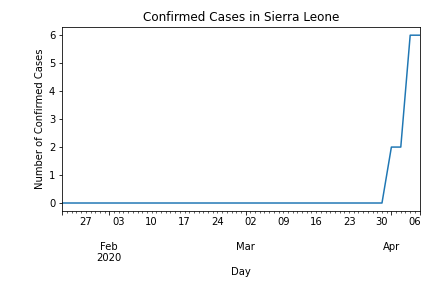 Confirmed Cases in Sierra Leone
Number of Confirmed Cases
6
5
4
3
2
1
0
27 03 10 17 24 02 09 16 23 30 06
Feb Mar Apr
2020
Day